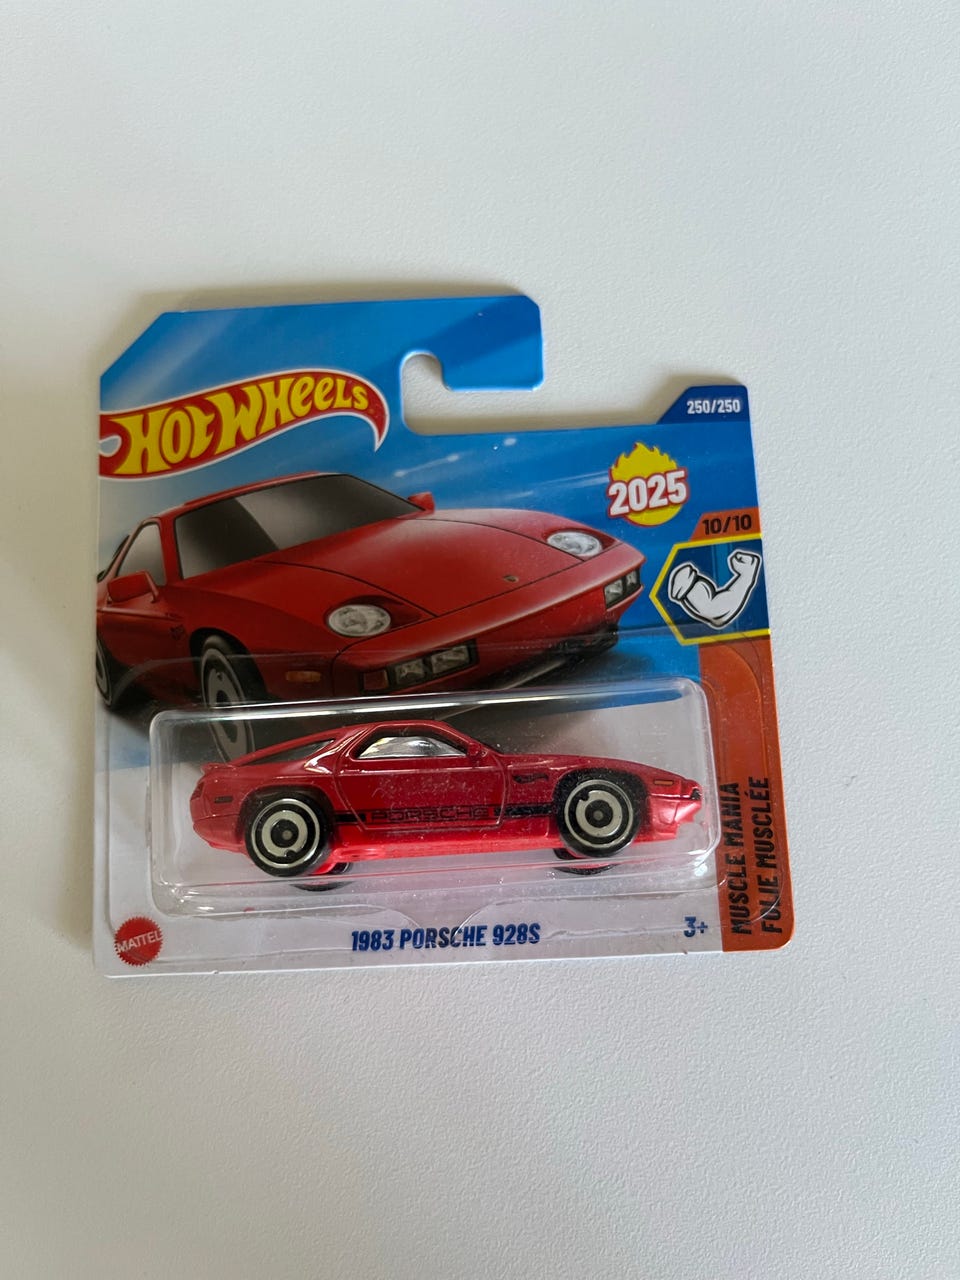 HOT WHEELS
250/250
2025
10/10
MUSCLE MANIA
FOLIE MUSCLÉE
PORSCHE
MATTEL
1983 PORSCHE 928S
3+